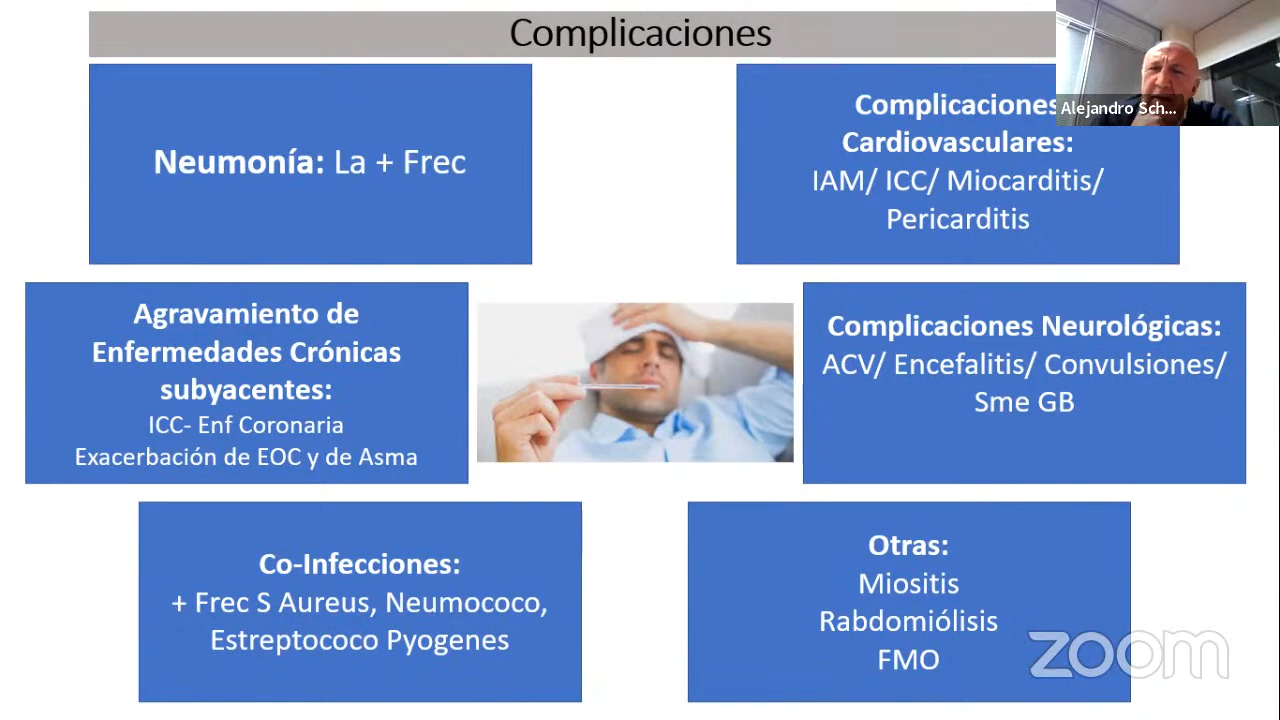 Complicaciones
Alejandro Sch...
Neumonía: La + Frec
Complicaciones
Cardiovasculares:
IAM/ ICC/ Miocarditis/
Pericarditis
Agravamiento de
Enfermedades Crónicas
subyacentes:
ICC- Enf Coronaria
Exacerbación de EOC y de Asma
Complicaciones Neurológicas:
ACV/ Encefalitis/ Convulsiones/
Sme GB
Co-Infecciones:
+ Frec S Aureus, Neumococo,
Estreptococo Pyogenes
Otras:
Miositis
Rabdomiólisis
FMO
zoom